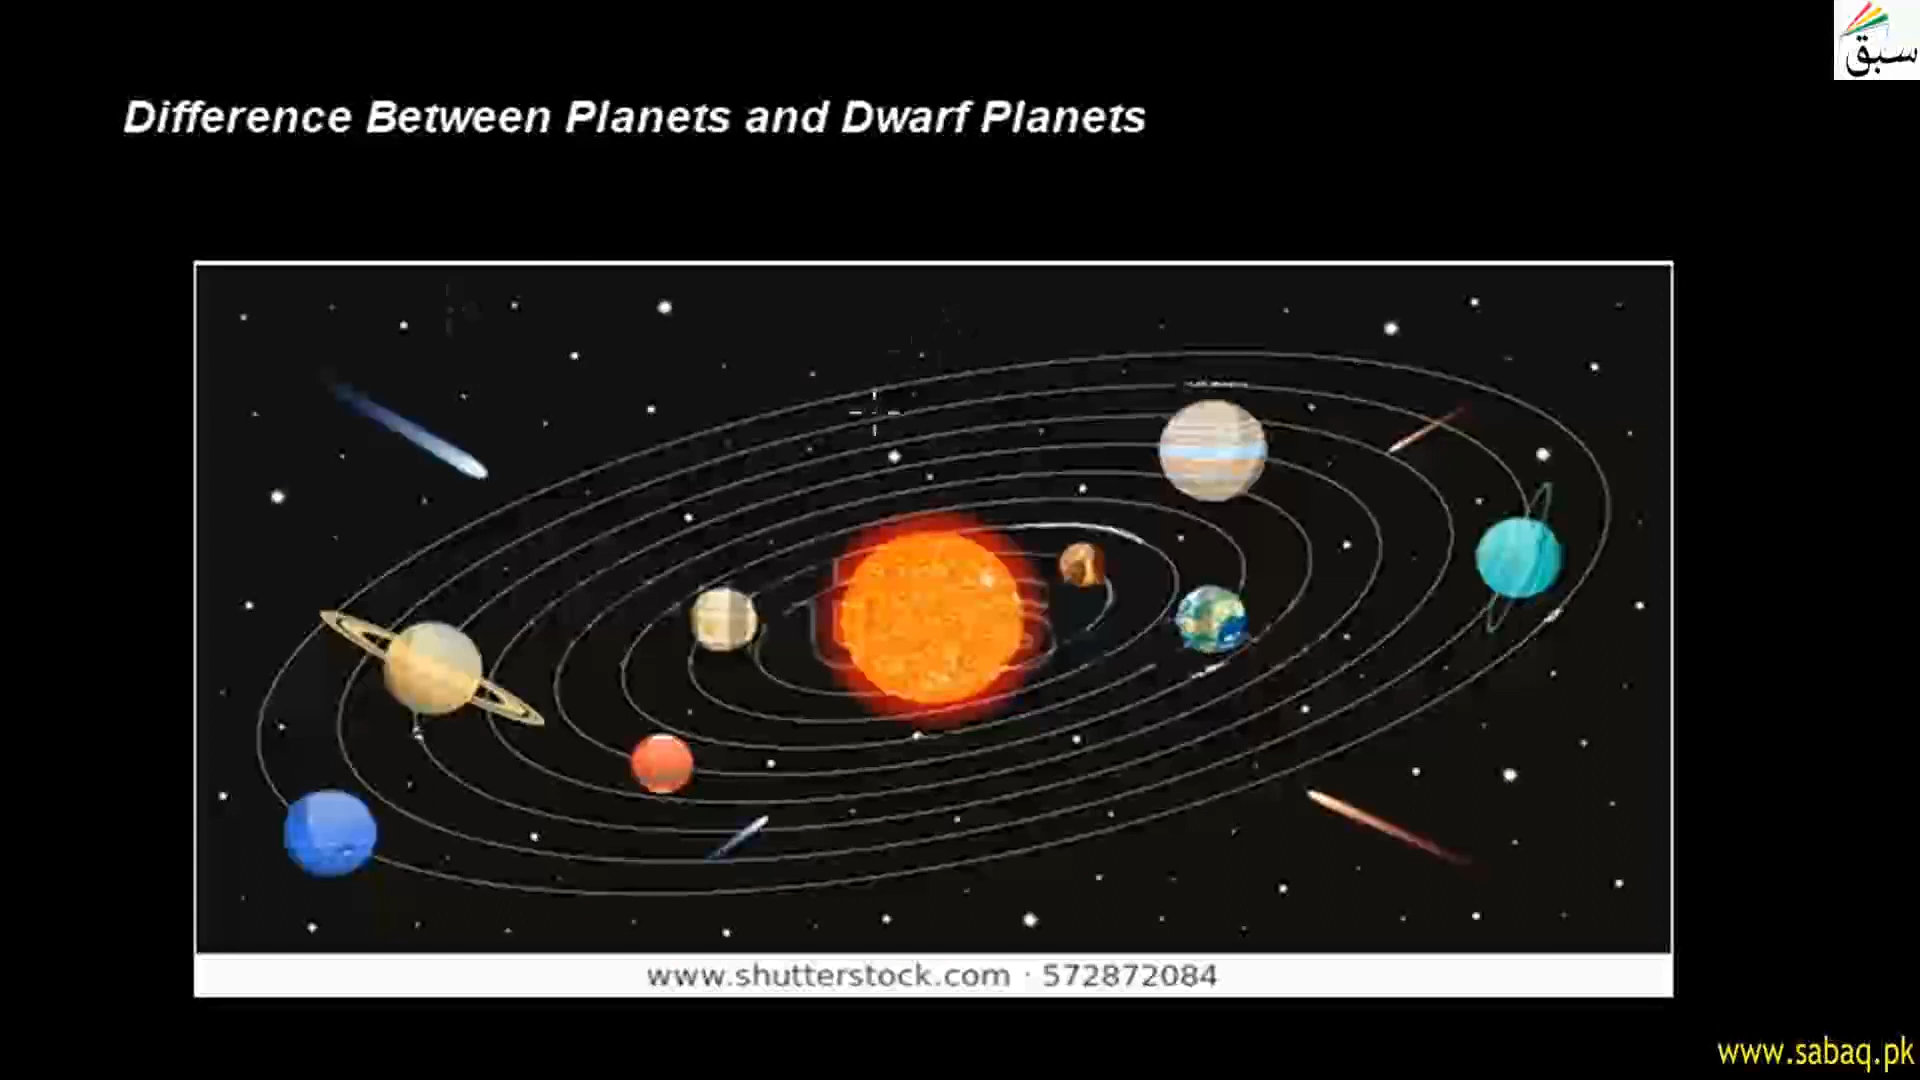 سبق
Difference Between Planets and Dwarf Planets
www.shutterstock.com · 572872084
www.sabaq.pk